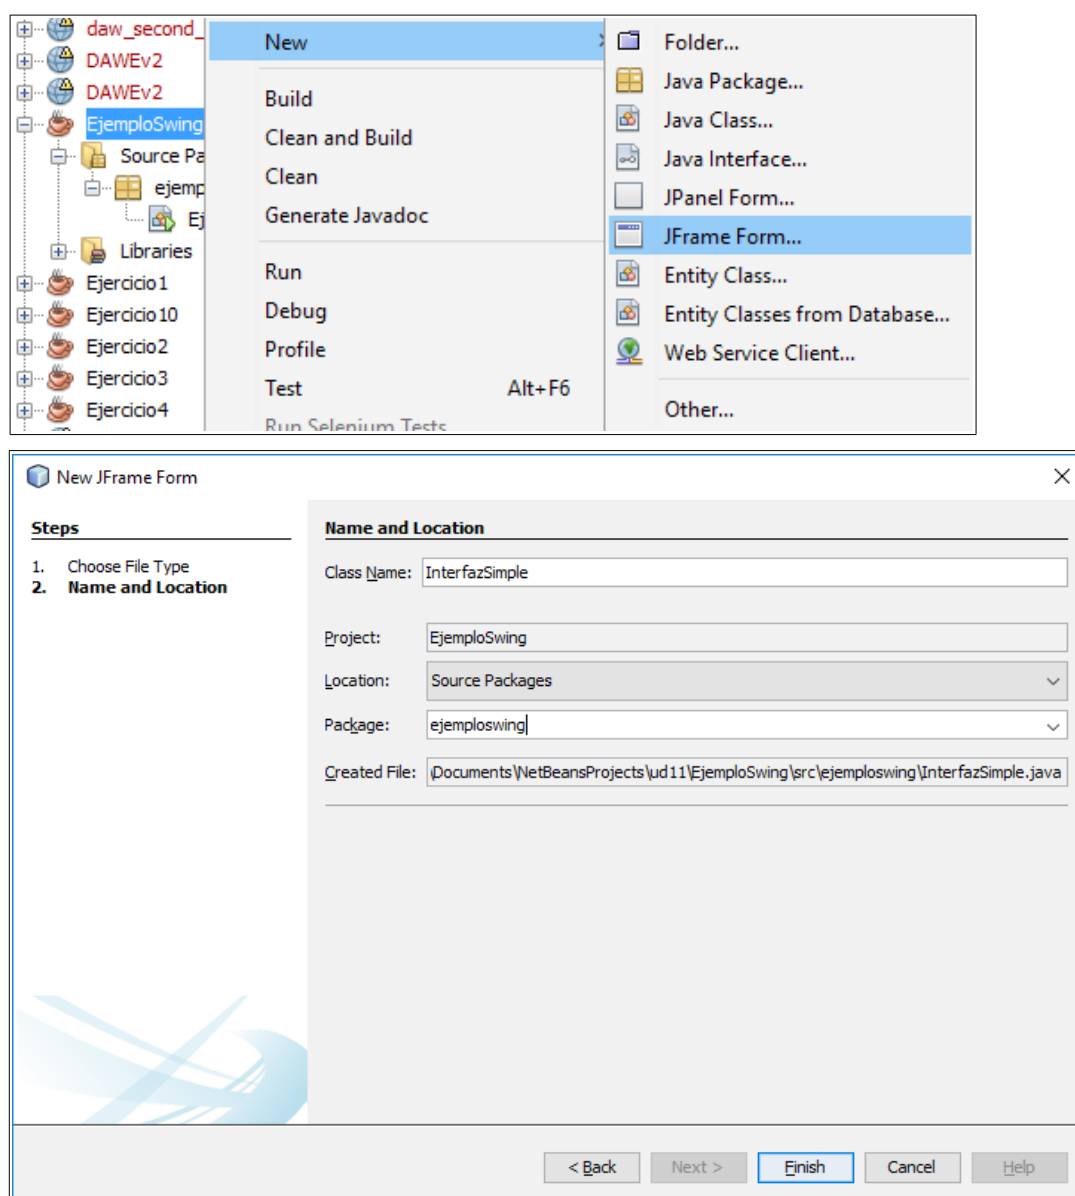 daw_second_
DAWEv2
DAWEv2
EjemploSwing
Source Pa
ejemp
Ej
Libraries
Ejercicio1
Ejercicio10
Ejercicio2
Ejercicio3
Ejercicio4
New
Build
Clean and Build
Clean
Generate Javadoc
Run
Debug
Profile
Test Alt+F6
Run Selenium Tests
Folder...
Java Package...
Java Class...
Java Interface...
JPanel Form...
JFrame Form...
Entity Class...
Entity Classes from Database...
Web Service Client...
Other...
New JFrame Form
Steps
1. Choose File Type
2. Name and Location
Name and Location
Class Name: InterfazSimple
Project: EjemploSwing
Location: Source Packages
Package: ejemploswing
Created File: \Documents\NetBeansProjects\ud11\EjemploSwing\src\ejemploswing\InterfazSimple.java
< Back Next > Finish Cancel Help